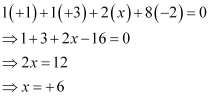 1(+1)+1(+3)+2(x)+8(-2)=0
⇒1+3+2x-16=0
⇒2x=12
⇒x=+6